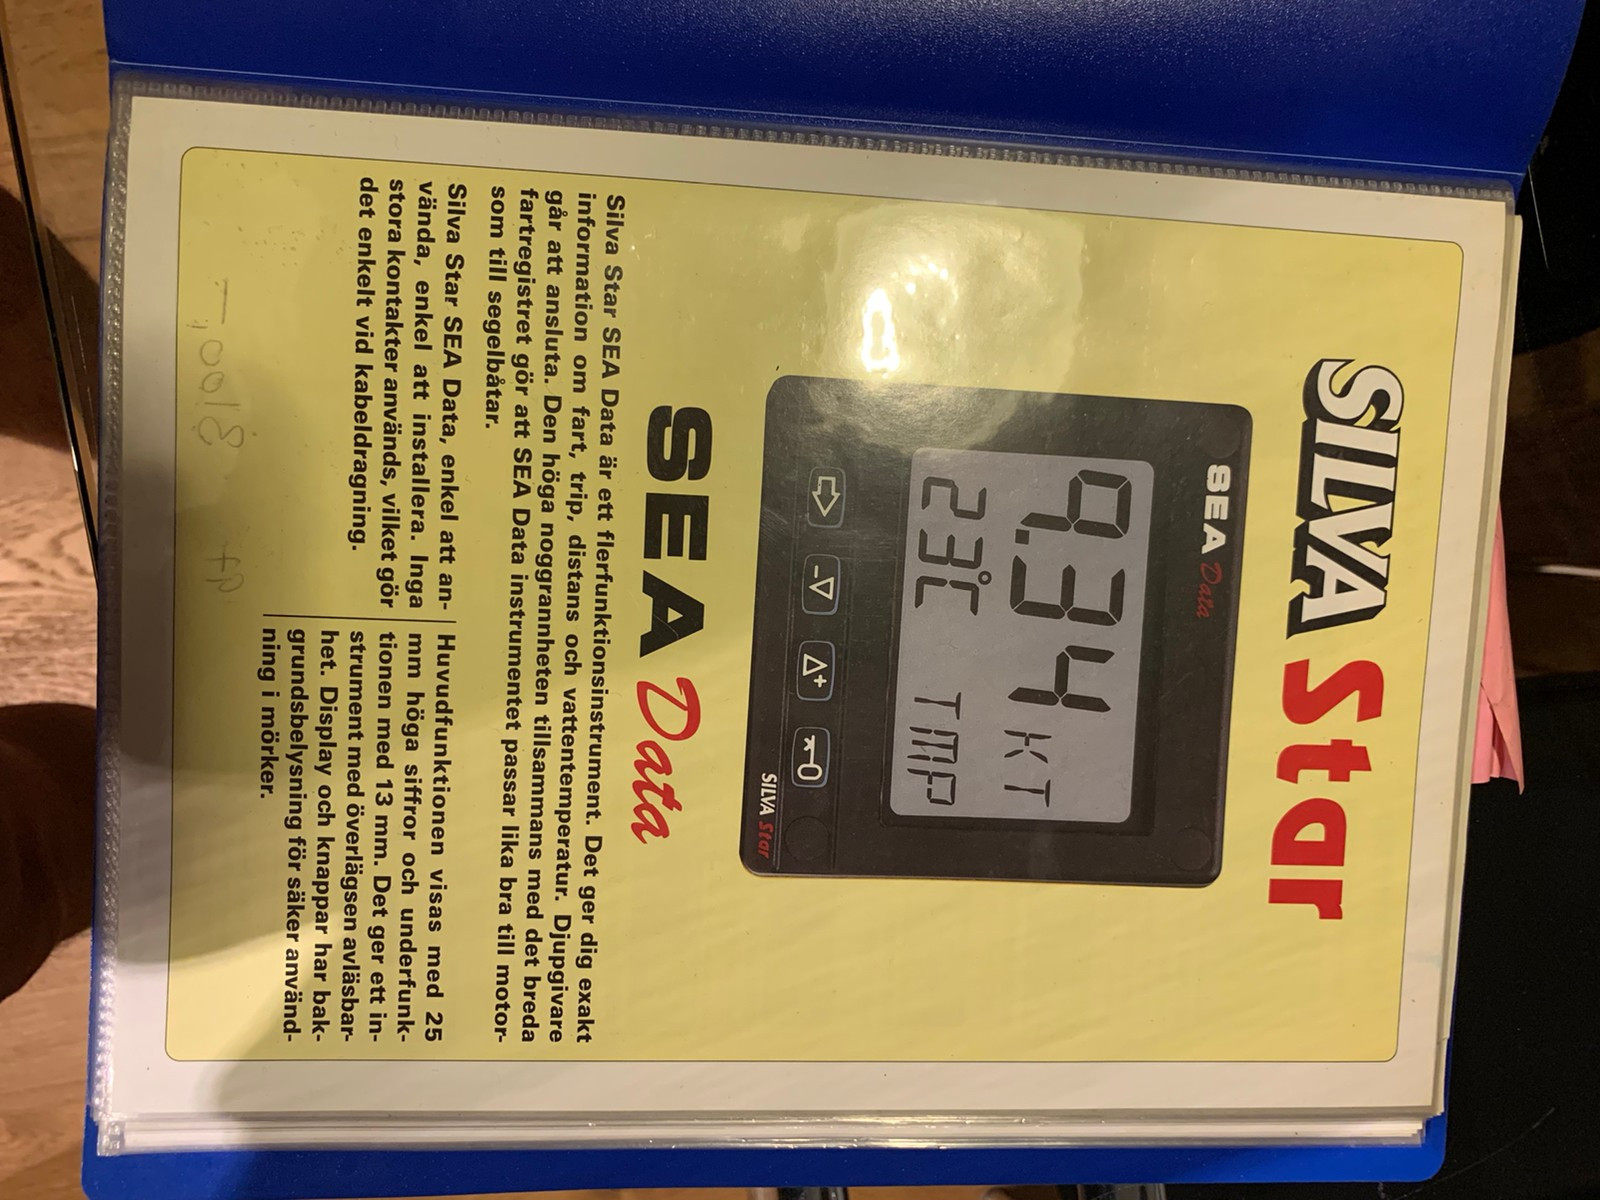 SILVA Star
SEA Data
9.34 KT
23°C TMP
SILVA Star
SEA Data
Silva Star SEA Data är ett flerfunktionsinstrument. Det ger dig exakt
information om fart, trip, distans och vattentemperatur. Djupgivare
går att ansluta. Den höga noggrannheten tillsammans med det breda
fartregistret gör att SEA Data instrumentet passar lika bra till motor-
som till segelbåtar.
Silva Star SEA Data, enkel att an-
vända, enkel att installera. Inga
stora kontakter används, vilket gör
det enkelt vid kabeldragning.
Huvudfunktionen visas med 25
mm höga siffror och underfunk-
tionen med 13 mm. Det ger ett in-
strument med överlägsen avläsbar-
het. Display och knappar har bak-
grundsbelysning för säker använd-
ning i mörker.